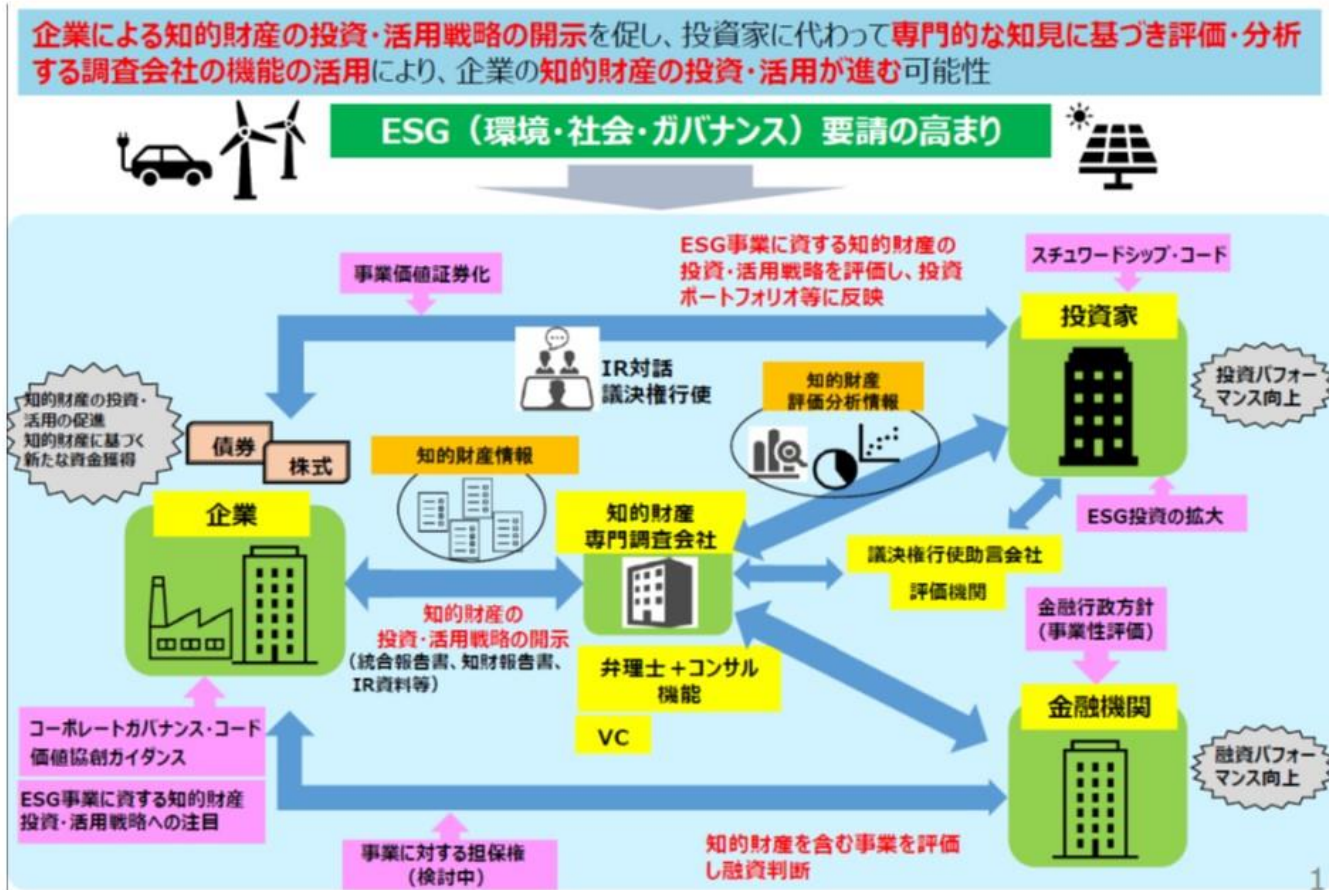 企業による知的財産の投資・活用戦略の開示を促し、投資家に代わって専門的な知見に基づき評価・分析
する調査会社の機能の活用により、企業の知的財産の投資・活用が進む可能性
ESG（環境・社会・ガバナンス）要請の高まり
事業価値証券化
ESG事業に資する知的財産の
投資・活用戦略を評価し、投資
ポートフォリオ等に反映
スチュワードシップ・コード
投資家
IR対話
議決権行使
知的財産
評価分析情報
投資パフォー
マンス向上
知的財産の投資・
活用の促進
知的財産に基づく
新たな資金獲得
債券
株式
知的財産情報
企業
知的財産
専門調査会社
ESG投資の拡大
議決権行使助言会社
評価機関
知的財産の
投資・活用戦略の開示
（統合報告書、知財報告書、
IR資料等）
弁理士＋コンサル
機能
VC
金融行政方針
(事業性評価)
金融機関
コーポレートガバナンス・コード
価値協創ガイダンス
融資パフォー
マンス向上
ESG事業に資する知的財産
投資・活用戦略への注目
事業に対する担保権
(検討中)
知的財産を含む事業を評価
し融資判断
1